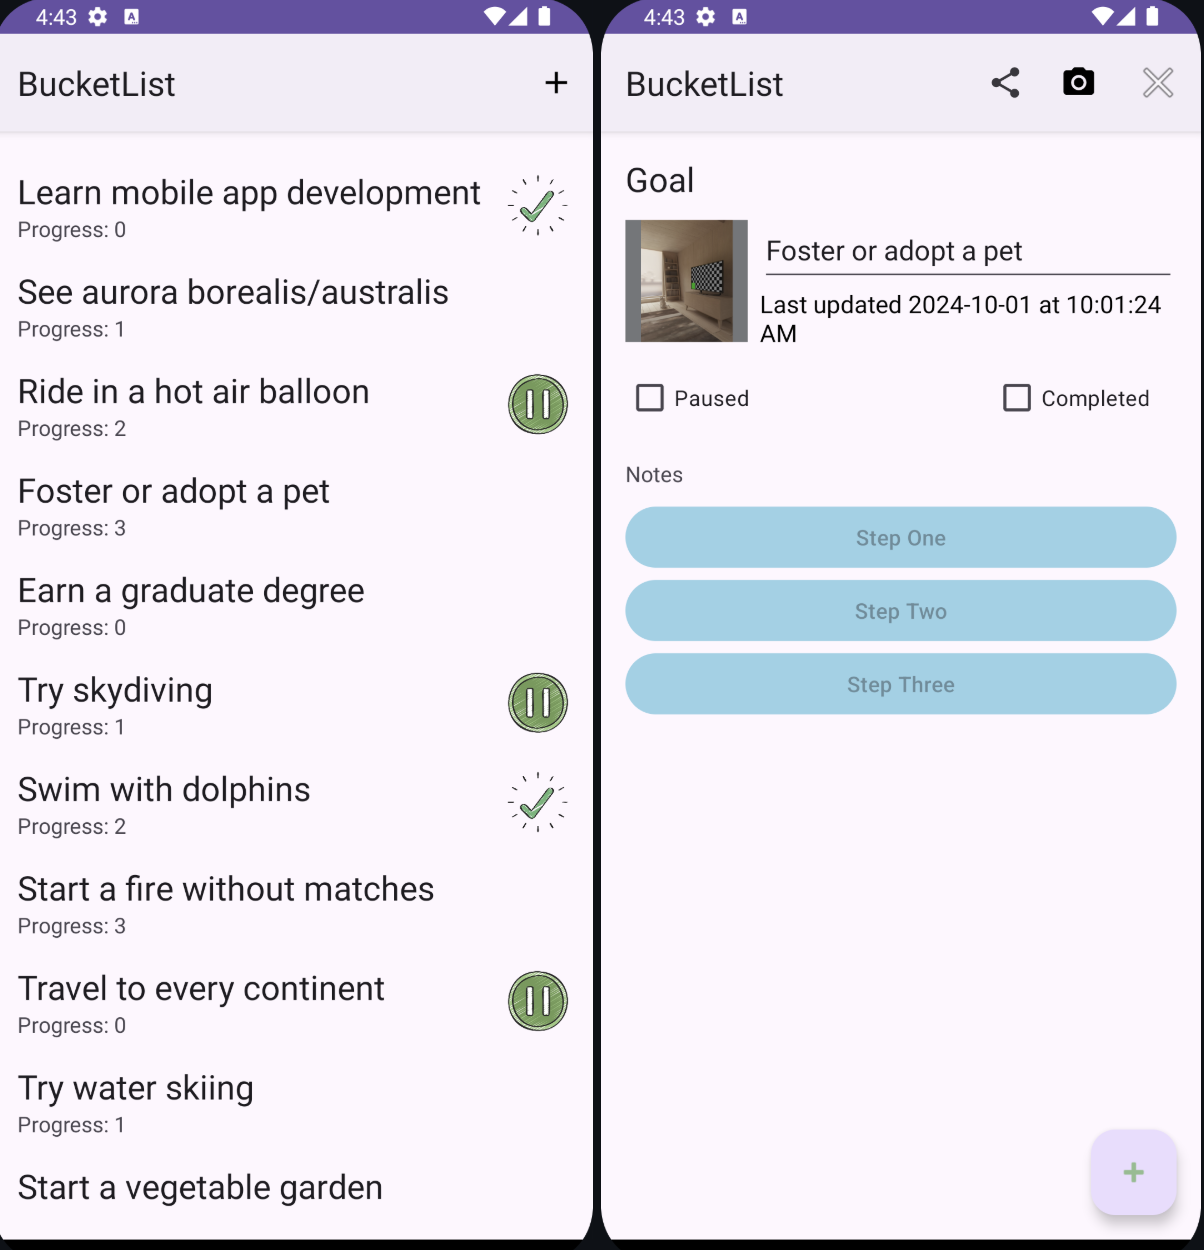 4:43
BucketList
+
Learn mobile app development
Progress: 0
See aurora borealis/australis
Progress: 1
Ride in a hot air balloon
Progress: 2
Foster or adopt a pet
Progress: 3
Earn a graduate degree
Progress: 0
Try skydiving
Progress: 1
Swim with dolphins
Progress: 2
Start a fire without matches
Progress: 3
Travel to every continent
Progress: 0
Try water skiing
Progress: 1
Start a vegetable garden
4:43
BucketList
Goal
Foster or adopt a pet
Last updated 2024-10-01 at 10:01:24
AM
Paused
Completed
Notes
Step One
Step Two
Step Three
+